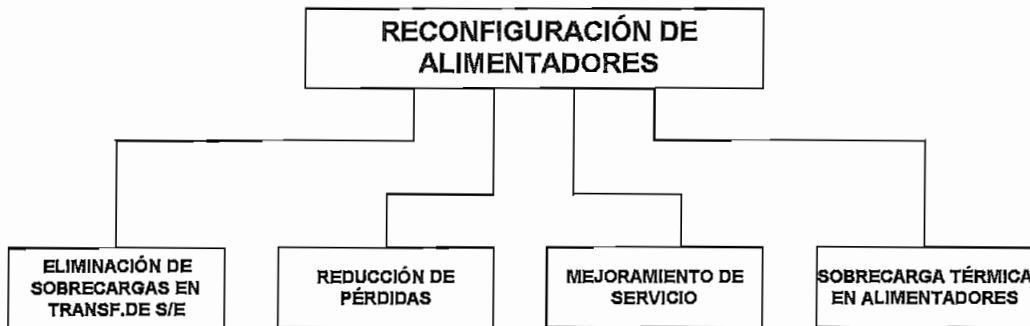 RECONFIGURACIÓN DE
ALIMENTADORES
ELIMINACIÓN DE
SOBRECARGAS EN
TRANSF.DE S/E
REDUCCIÓN DE
PÉRDIDAS
MEJORAMIENTO DE
SERVICIO
SOBRECARGA TÉRMICA
EN ALIMENTADORES